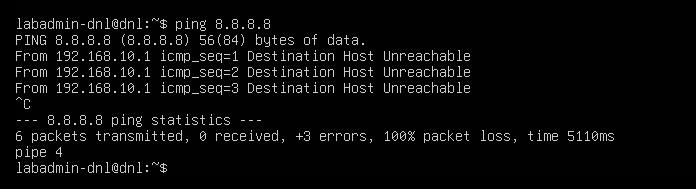 labadmin-dnl@dnl:~$ ping 8.8.8.8
PING 8.8.8.8 (8.8.8.8) 56(84) bytes of data.
From 192.168.10.1 icmp_seq=1 Destination Host Unreachable
From 192.168.10.1 icmp_seq=2 Destination Host Unreachable
From 192.168.10.1 icmp_seq=3 Destination Host Unreachable
^C
--- 8.8.8.8 ping statistics ---
6 packets transmitted, 0 received, +3 errors, 100% packet loss, time 5110ms
pipe 4
labadmin-dnl@dnl:~$